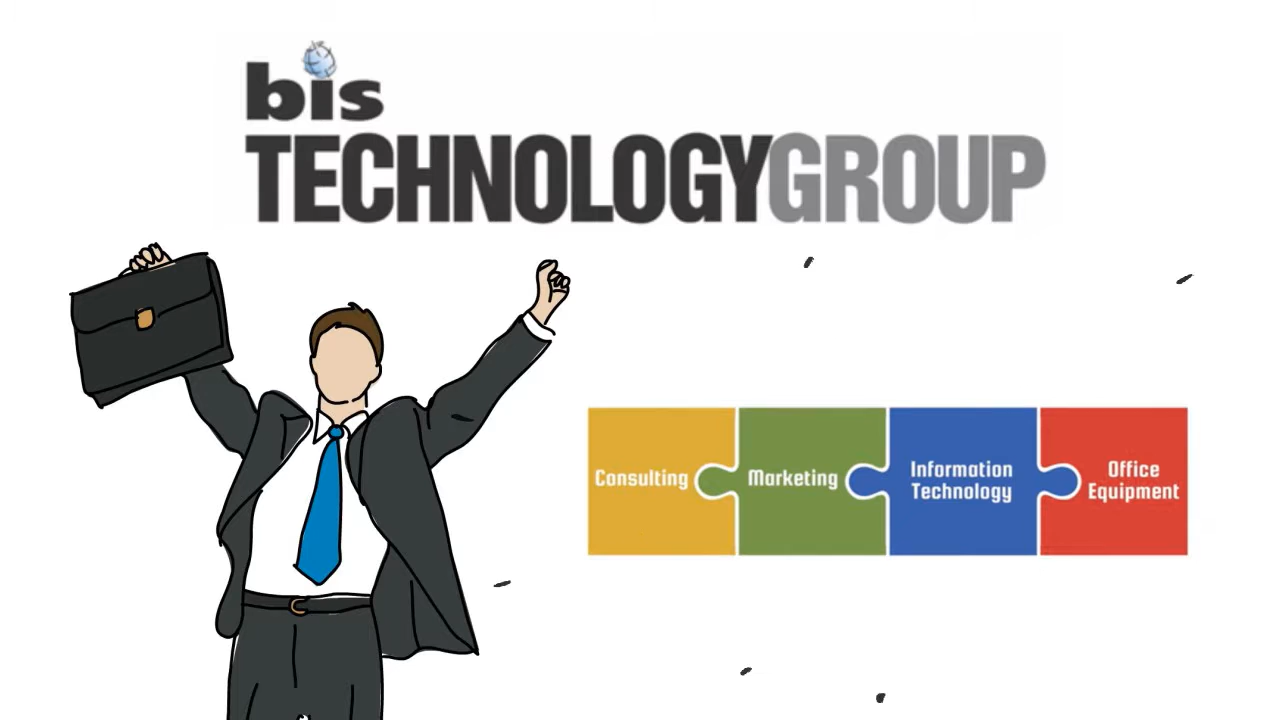 bis
TECHNOLOGYGROUP
Consulting
Marketing
Information
Technology
Office
Equipment